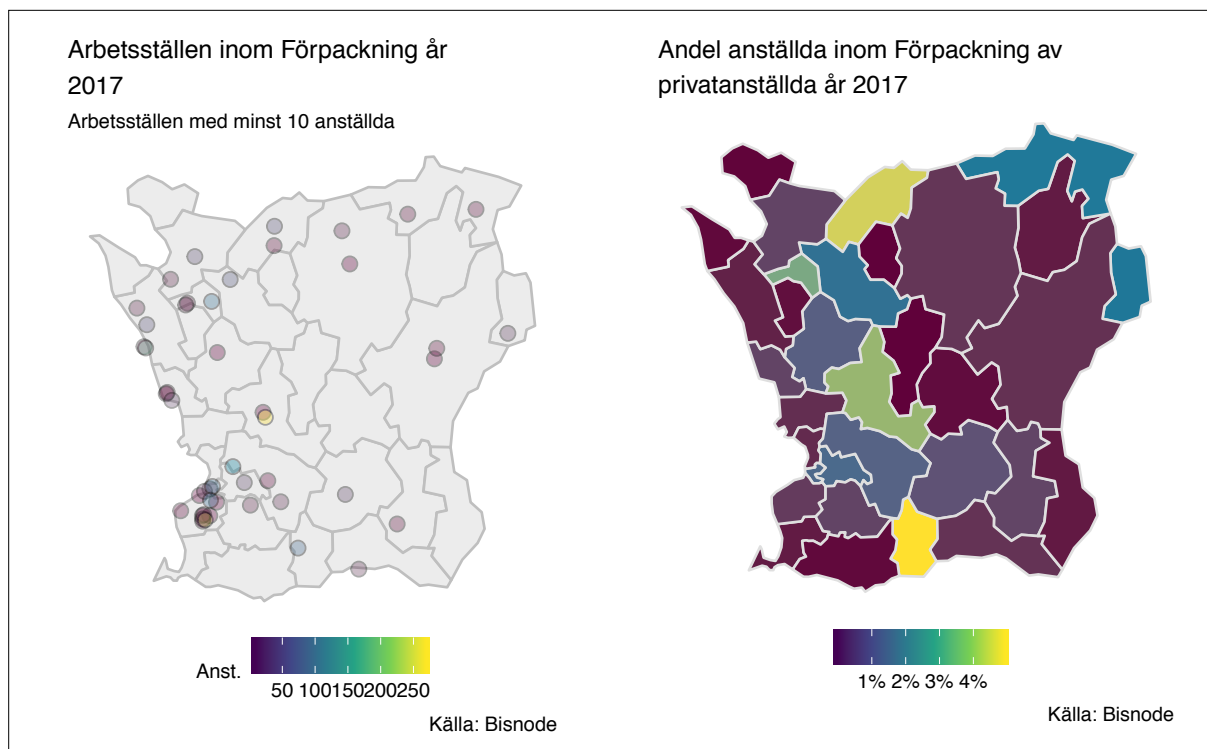 Arbetsställen inom Förpackning år
2017
Arbetsställen med minst 10 anställda
Anst.
50 100150200250
Källa: Bisnode
Andel anställda inom Förpackning av
privatanställda år 2017
1% 2% 3% 4%
Källa: Bisnode